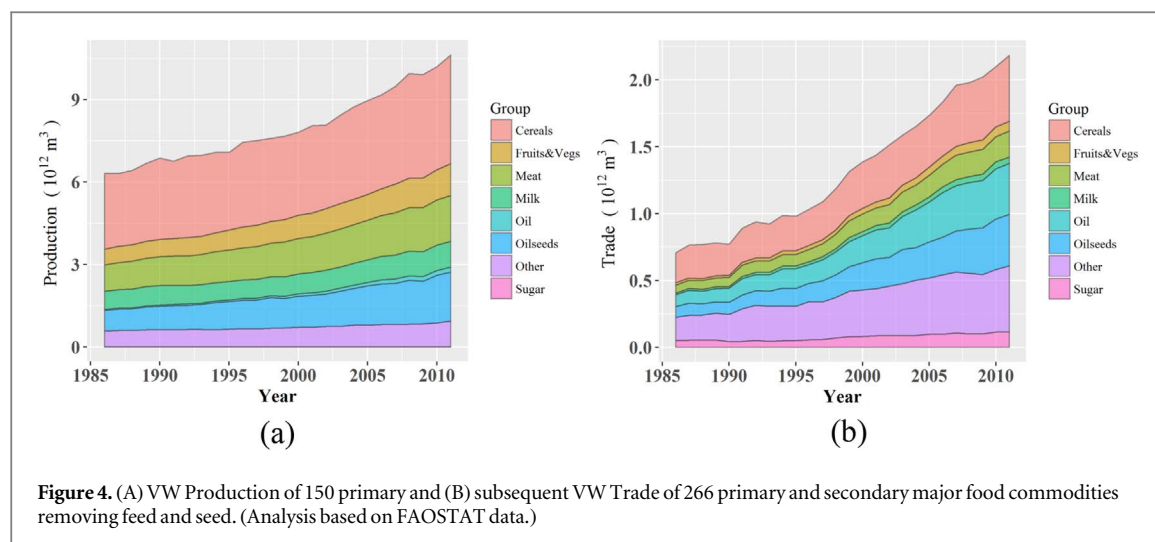 9
6
3
0
Production ( 10¹² m³ )
1985
1990
1995
2000
2005
2010
Year
Group
Cereals
Fruits&Vegs
Meat
Milk
Oil
Oilseeds
Other
Sugar
(a)
2.0
1.5
1.0
0.5
0.0
Trade ( 10¹² m³ )
1985
1990
1995
2000
2005
2010
Year
Group
Cereals
Fruits&Vegs
Meat
Milk
Oil
Oilseeds
Other
Sugar
(b)
Figure 4. (A) VW Production of 150 primary and (B) subsequent VW Trade of 266 primary and secondary major food commodities
removing feed and seed. (Analysis based on FAOSTAT data.)